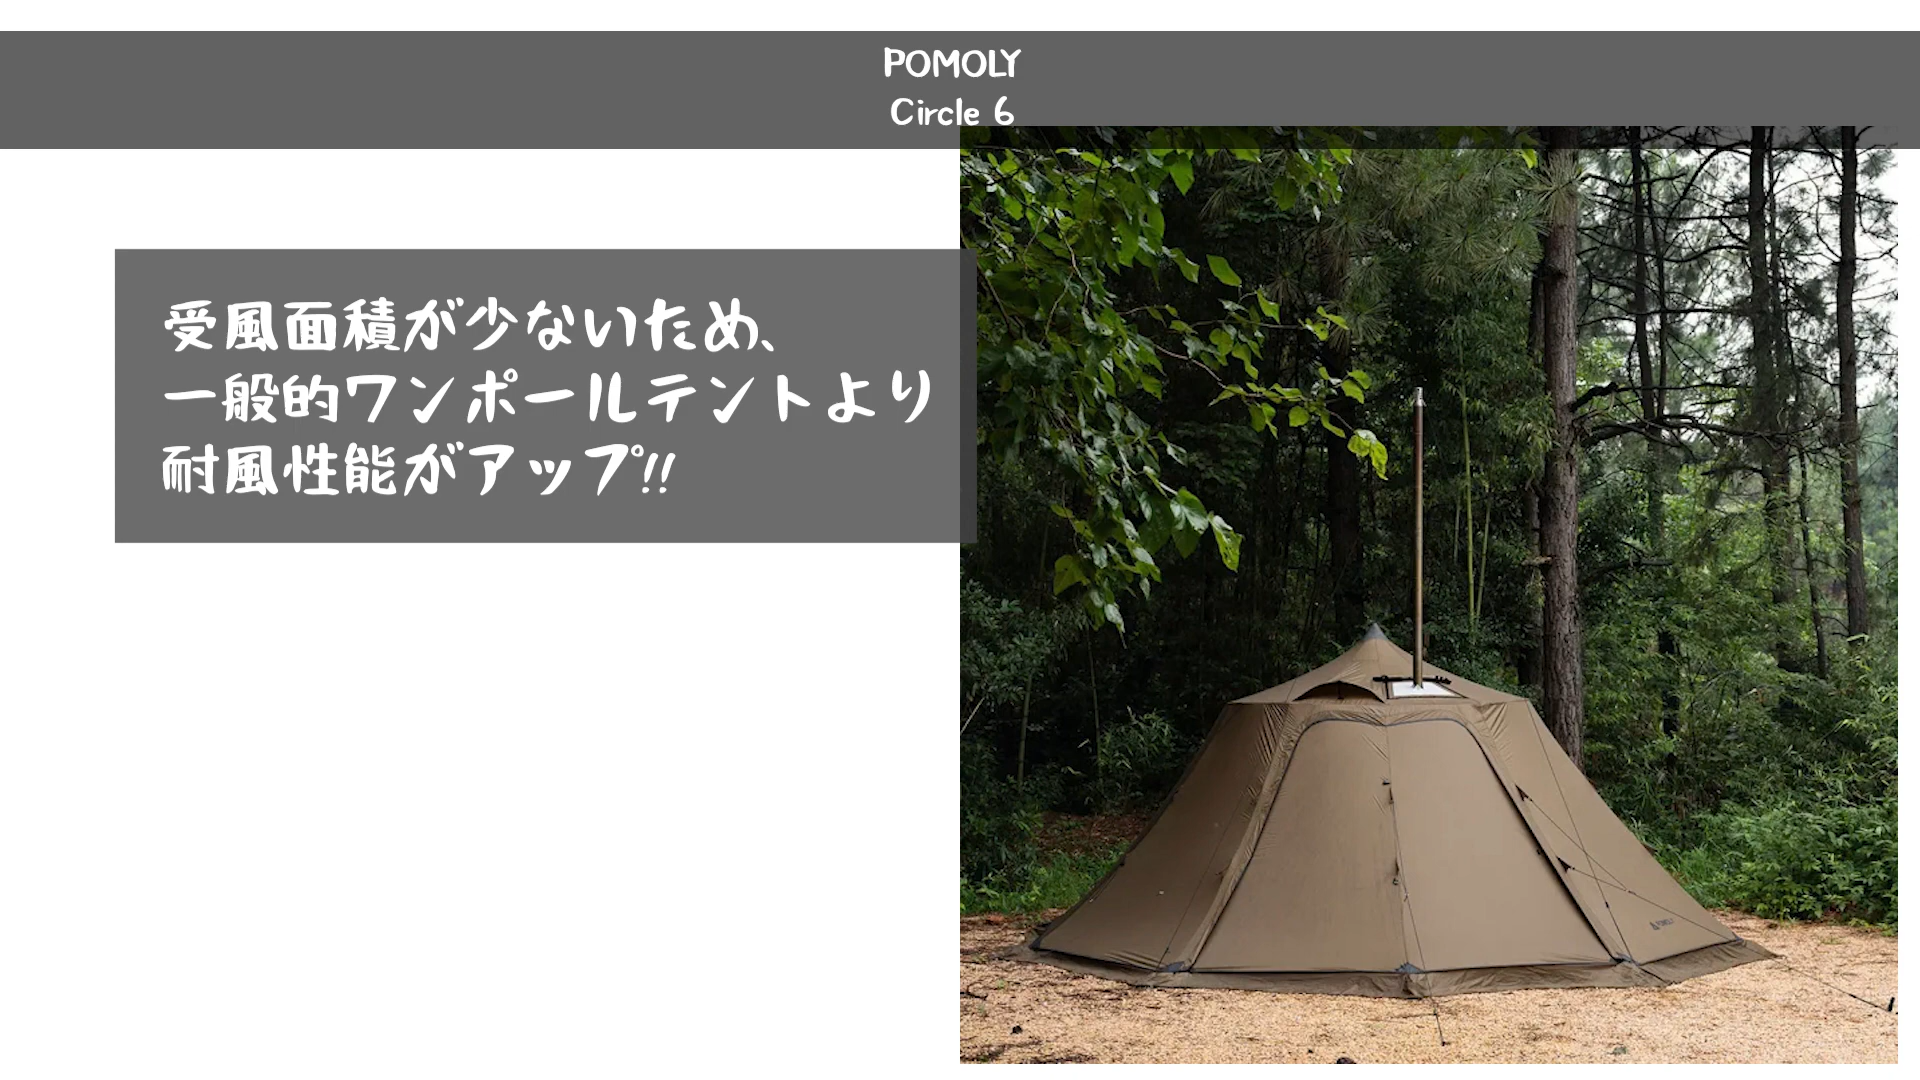 POMOLY
Circle 6
受風面積が少ないため、
一般的ワンポールテントより
耐風性能がアップ!!
POMOLY